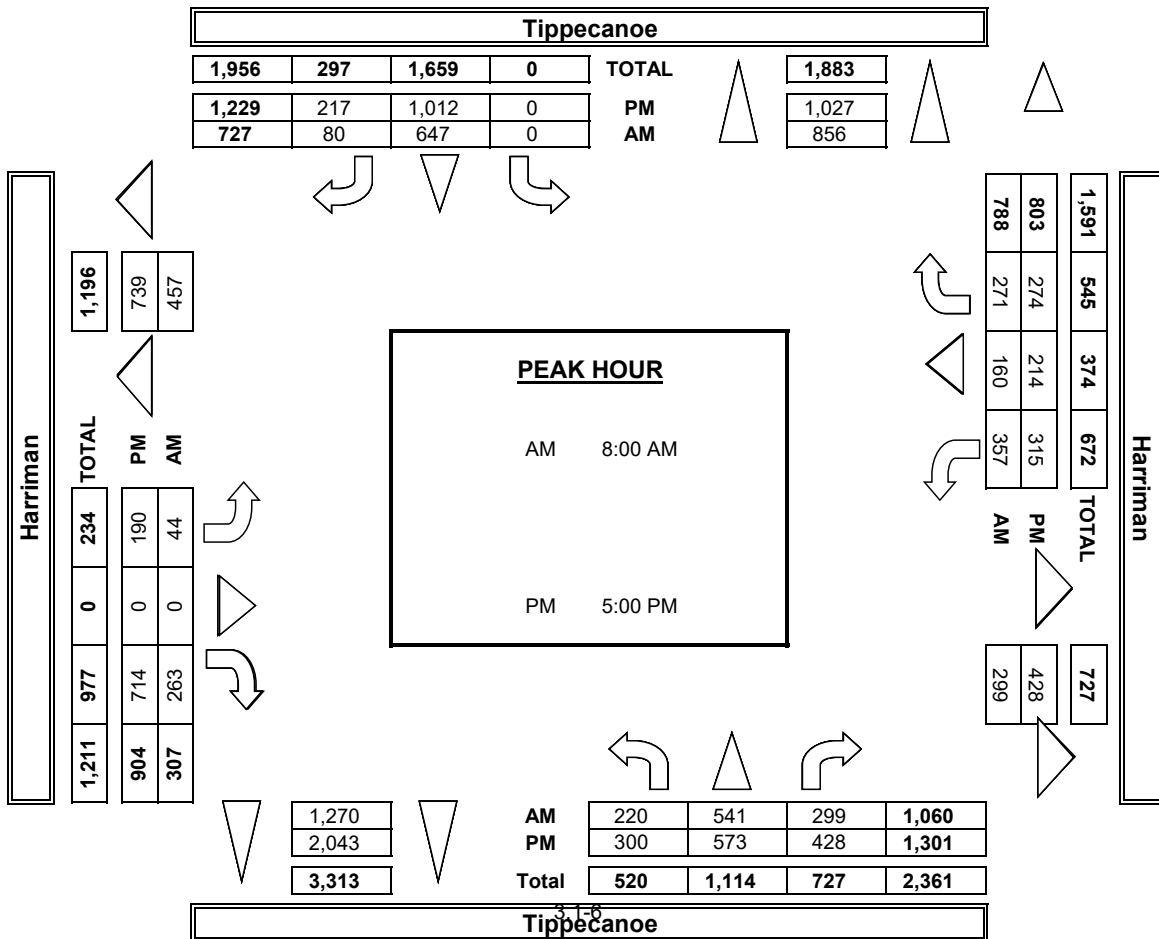 Tippecanoe
1,956 297 1,659 0 TOTAL 1,883
1,229 217 1,012 0 PM 1,027
727 80 647 0 AM 856
Harriman
1,196
739
457
TOTAL
PM
AM
234 0 977 1,211
190 0 714 904
44 0 263 307
PEAK HOUR
AM 8:00 AM
PM 5:00 PM
1,591 545 374 672 TOTAL
803 274 214 315 PM
788 271 160 357 AM
727
428
299
Harriman
1,270 AM 220 541 299 1,060
2,043 PM 300 573 428 1,301
3,313 Total 520 1,114 727 2,361
3.1-6
Tippecanoe